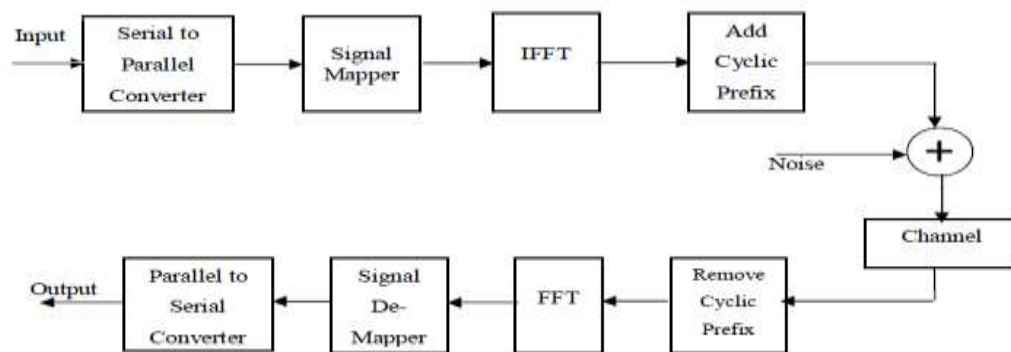 Input
Serial to
Parallel
Converter
Signal
Mapper
IFFT
Add
Cyclic
Prefix
+
Noise
Channel
Output
Parallel to
Serial
Converter
Signal
De-
Mapper
FFT
Remove
Cyclic
Prefix